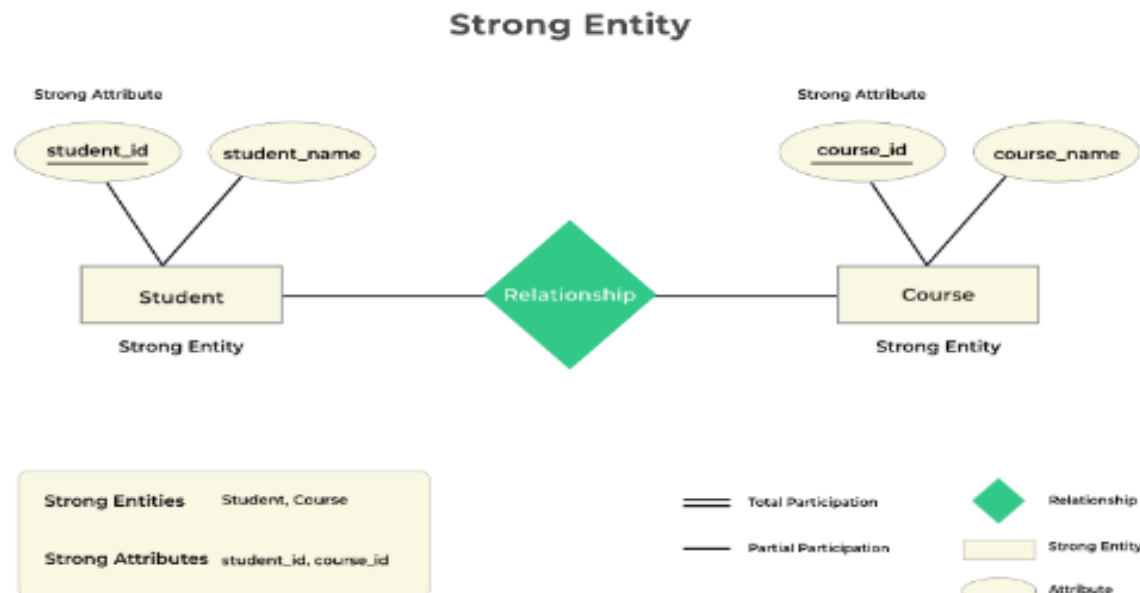 Strong Entity
Strong Attribute
Strong Attribute
student_id
student_name
course_id
course_name
Student
Relationship
Course
Strong Entity
Strong Entity
Strong Entities Student, Course
Strong Attributes student_id, course_id
Total Participation
Partial Participation
Relationship
Strong Entity
Attribute